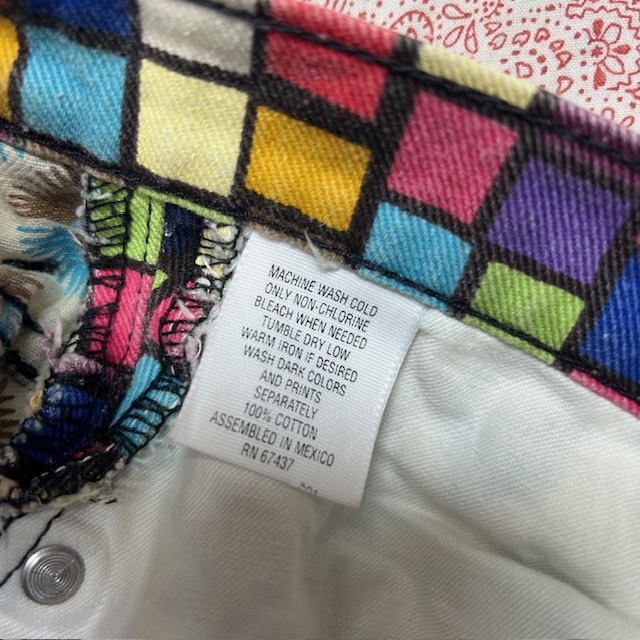 MACHINE WASH COLD
ONLY NON-CHLORINE
BLEACH WHEN NEEDED
TUMBLE DRY LOW
WARM IRON IF DESIRED
WASH DARK COLORS
AND PRINTS
SEPARATELY
100% COTTON
ASSEMBLED IN MEXICO
RN 67437